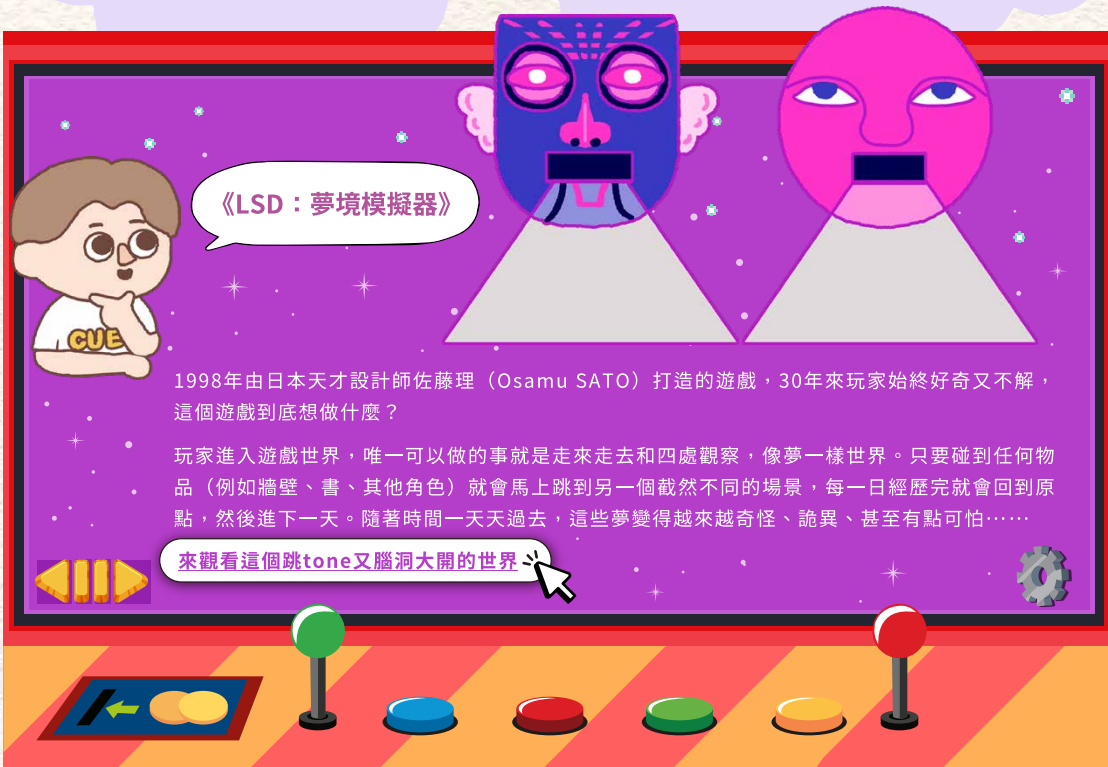 《LSD：夢境模擬器》
CUE
1998年由日本天才設計師佐藤理（Osamu SATO）打造的遊戲，30年來玩家始終好奇又不解，
這個遊戲到底想做什麼？
玩家進入遊戲世界，唯一可以做的事就是走來走去和四處觀察，像夢一樣世界。只要碰到任何物
品（例如牆壁、書、其他角色）就會馬上跳到另一個截然不同的場景，每一日經歷完就會回到原
點，然後進下一天。隨著時間一天天過去，這些夢變得越來越奇怪、詭異、甚至有點可怕⋯⋯
來觀看這個跳tone又腦洞大開的世界